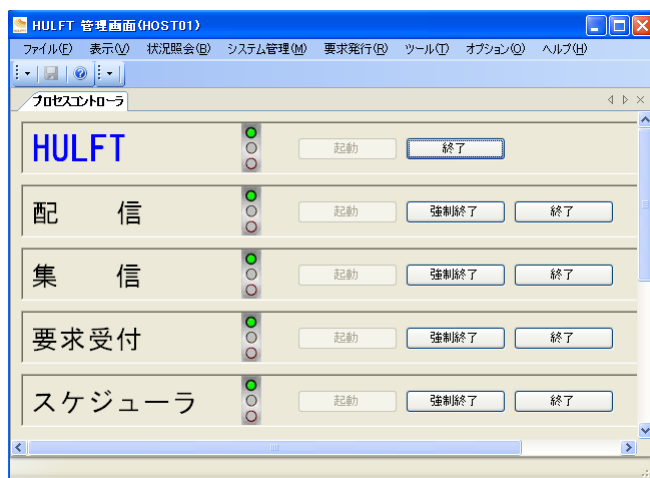 HULFT 管理画面(HOST01)
ファイル(F) 表示(V) 状況照会(B) システム管理(M) 要求発行(R) ツール(T) オプション(O) ヘルプ(H)
プロセスコントローラ
HULFT 起動 終了
配 信 起動 強制終了 終了
集 信 起動 強制終了 終了
要求受付 起動 強制終了 終了
スケジューラ 起動 強制終了 終了